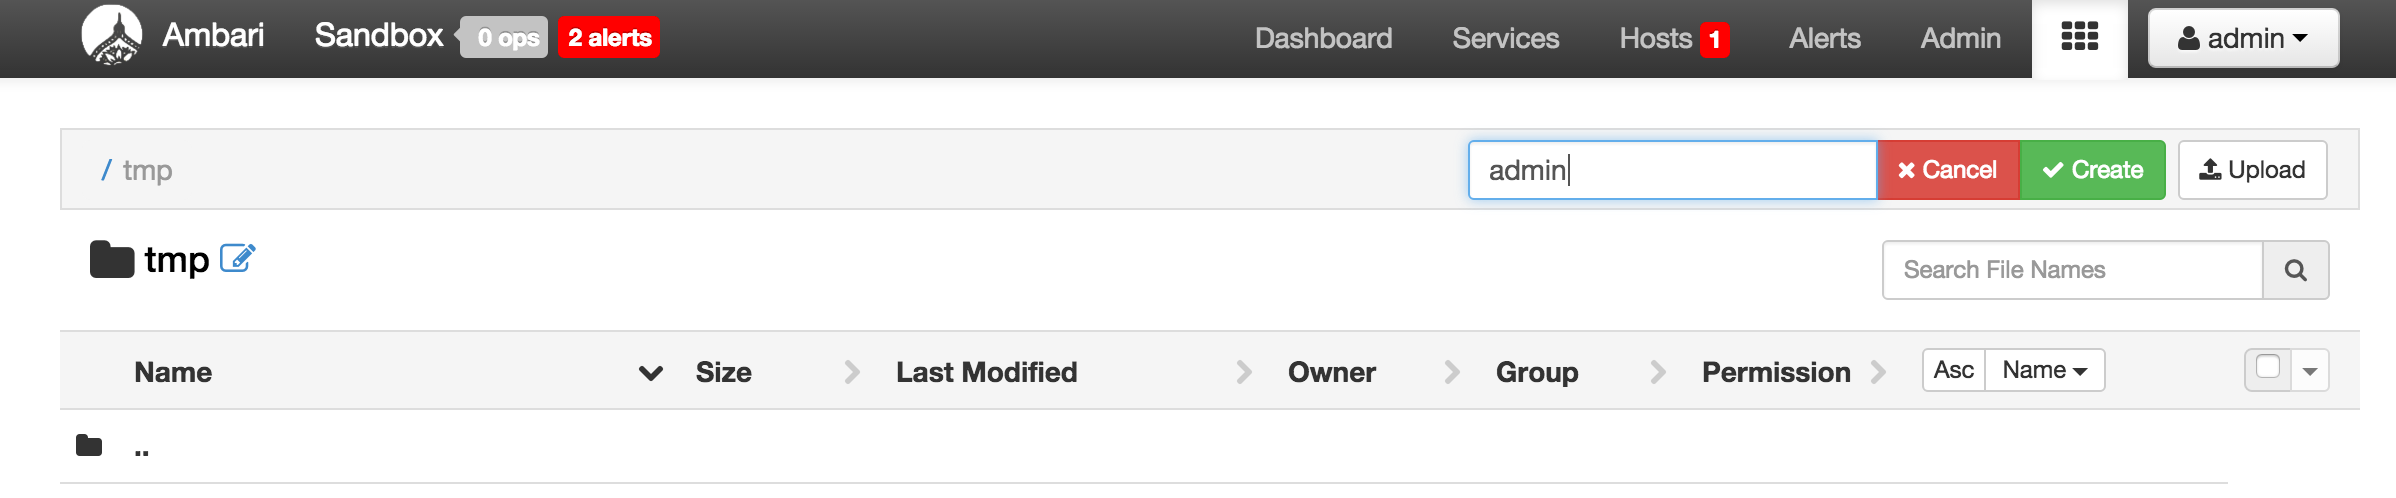 Ambari Sandbox 0 ops 2 alerts Dashboard Services Hosts 1 Alerts Admin admin
/ tmp admin Cancel Create Upload
tmp Search File Names
Name Size Last Modified Owner Group Permission Asc Name
..